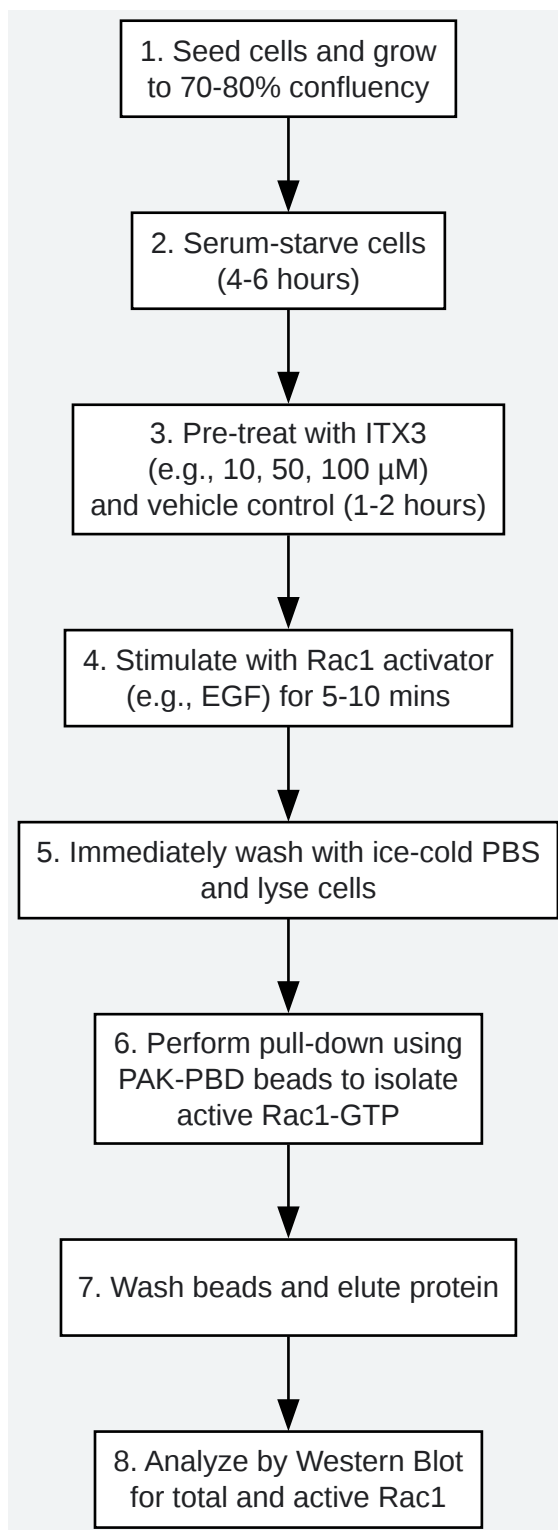 1. Seed cells and grow
to 70-80% confluency
2. Serum-starve cells
(4-6 hours)
3. Pre-treat with ITX3
(e.g., 10, 50, 100 µM)
and vehicle control (1-2 hours)
4. Stimulate with Rac1 activator
(e.g., EGF) for 5-10 mins
5. Immediately wash with ice-cold PBS
and lyse cells
6. Perform pull-down using
PAK-PBD beads to isolate
active Rac1-GTP
7. Wash beads and elute protein
8. Analyze by Western Blot
for total and active Rac1